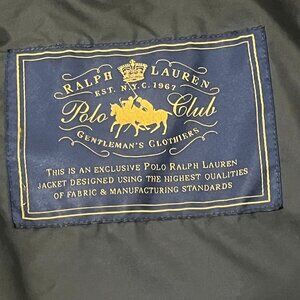 RALPH LAUREN
EST. N.Y.C. 1967
Polo Club
GENTLEMAN'S CLOTHIERS
THIS IS AN EXCLUSIVE POLO RALPH LAUREN
JACKET DESIGNED USING THE HIGHEST QUALITIES
OF FABRIC & MANUFACTURING STANDARDS